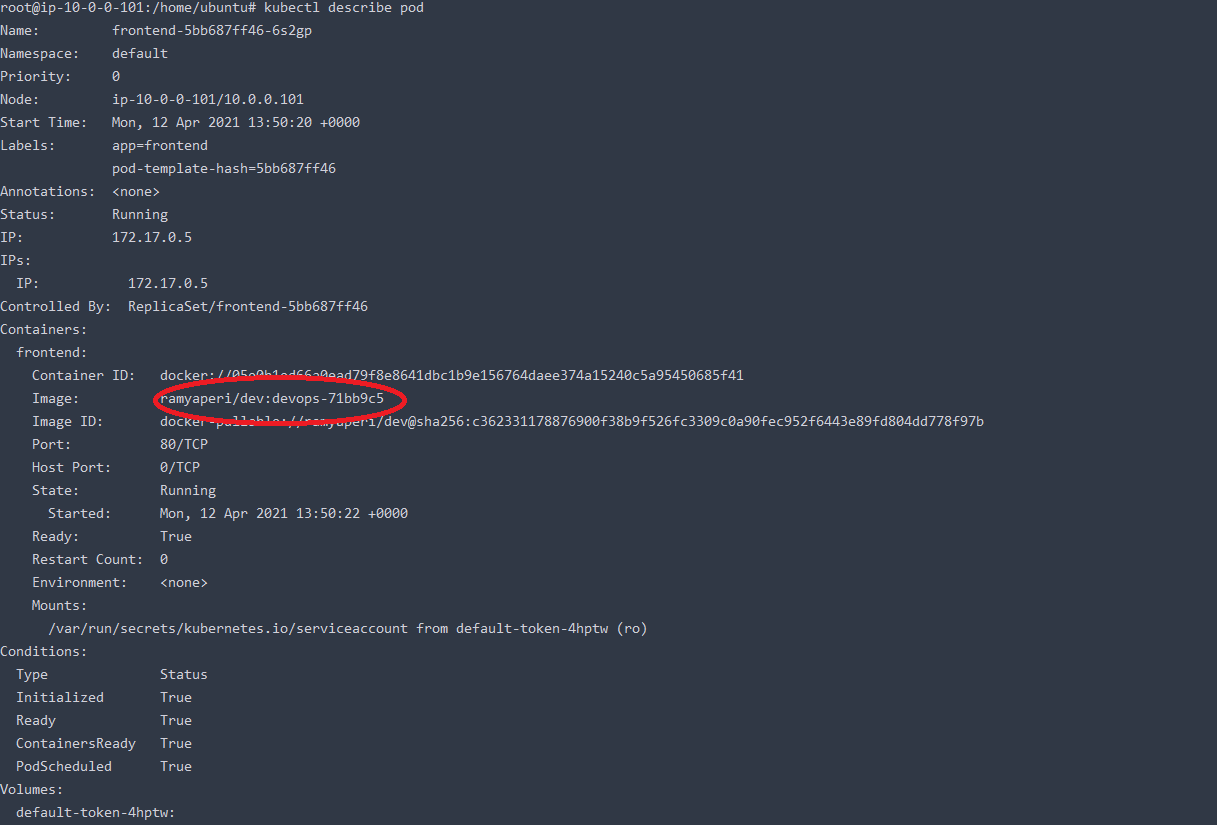 root@ip-10-0-0-101:/home/ubuntu# kubectl describe pod
Name:         frontend-5bb687ff46-6s2gp
Namespace:    default
Priority:     0
Node:         ip-10-0-0-101/10.0.0.101
Start Time:   Mon, 12 Apr 2021 13:50:20 +0000
Labels:       app=frontend
              pod-template-hash=5bb687ff46
Annotations:  <none>
Status:       Running
IP:           172.17.0.5
IPs:
  IP:           172.17.0.5
Controlled By:  ReplicaSet/frontend-5bb687ff46
Containers:
  frontend:
    Container ID:
    Image:          ramyaperi/dev:devops-71bb9c5
    Image ID:       docker-pullable://ramyaperi/dev@sha256:c362331178876900f38b9f526fc3309c0a90fec952f6443e89fd804dd778f97b
    Port:           80/TCP
    Host Port:      0/TCP
    State:          Running
      Started:      Mon, 12 Apr 2021 13:50:22 +0000
    Ready:          True
    Restart Count:  0
    Environment:    <none>
    Mounts:
      /var/run/secrets/kubernetes.io/serviceaccount from default-token-4hptw (ro)
Conditions:
  Type              Status
  Initialized       True
  Ready             True
  ContainersReady   True
  PodScheduled      True
Volumes:
  default-token-4hptw: